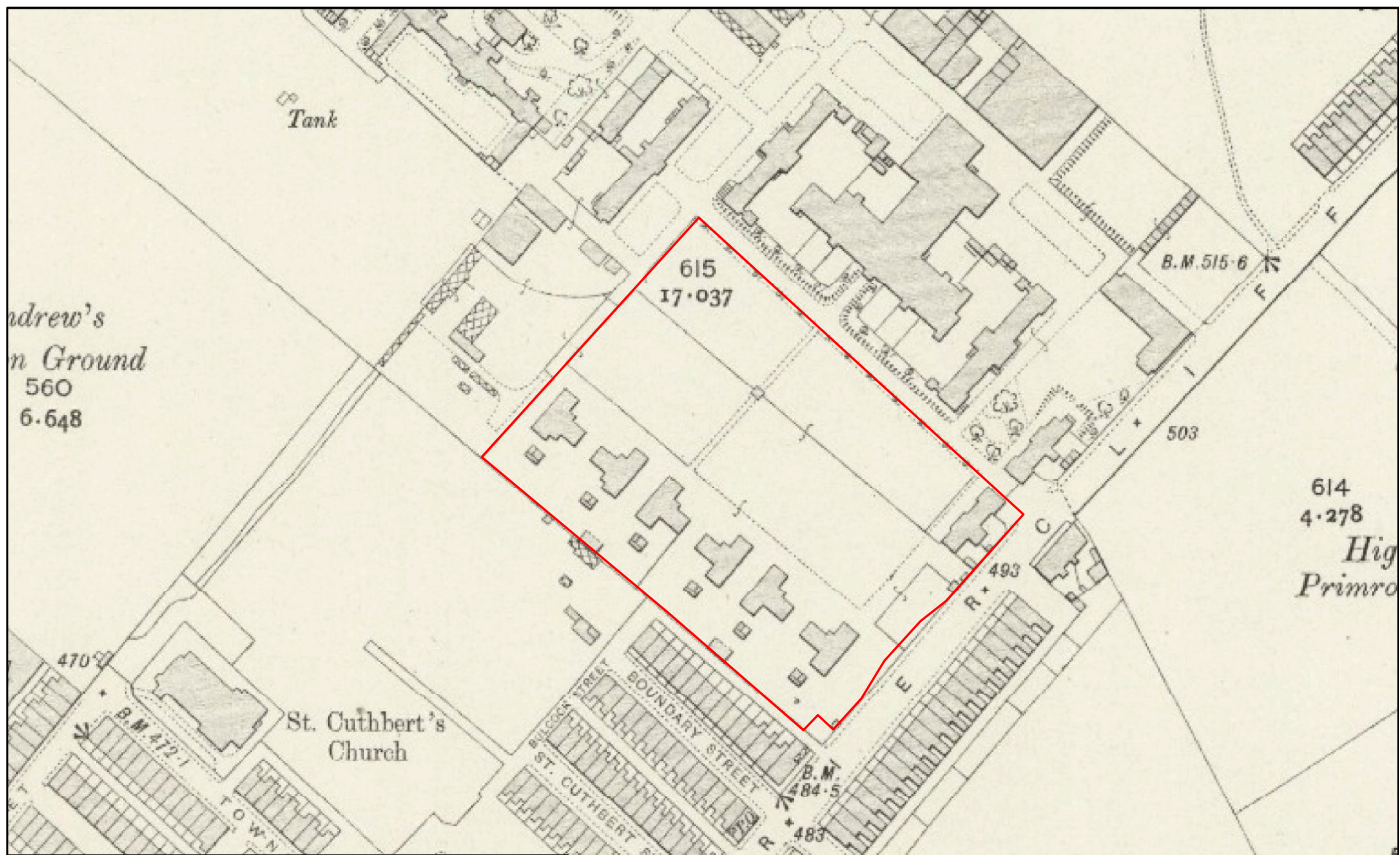 Tank
615
17·037
B.M. 515·6
F
F
I
L
C
503
ndrew's
n Ground
560
6·648
614
4·278
Hig
Primro
493
R
E
470
B.M. 472·1
TOWN
St. Cuthbert's
Church
BULCOCK STREET
BOUNDARY STREET
ST. CUTHBERT
B.M.
484·5
483
R